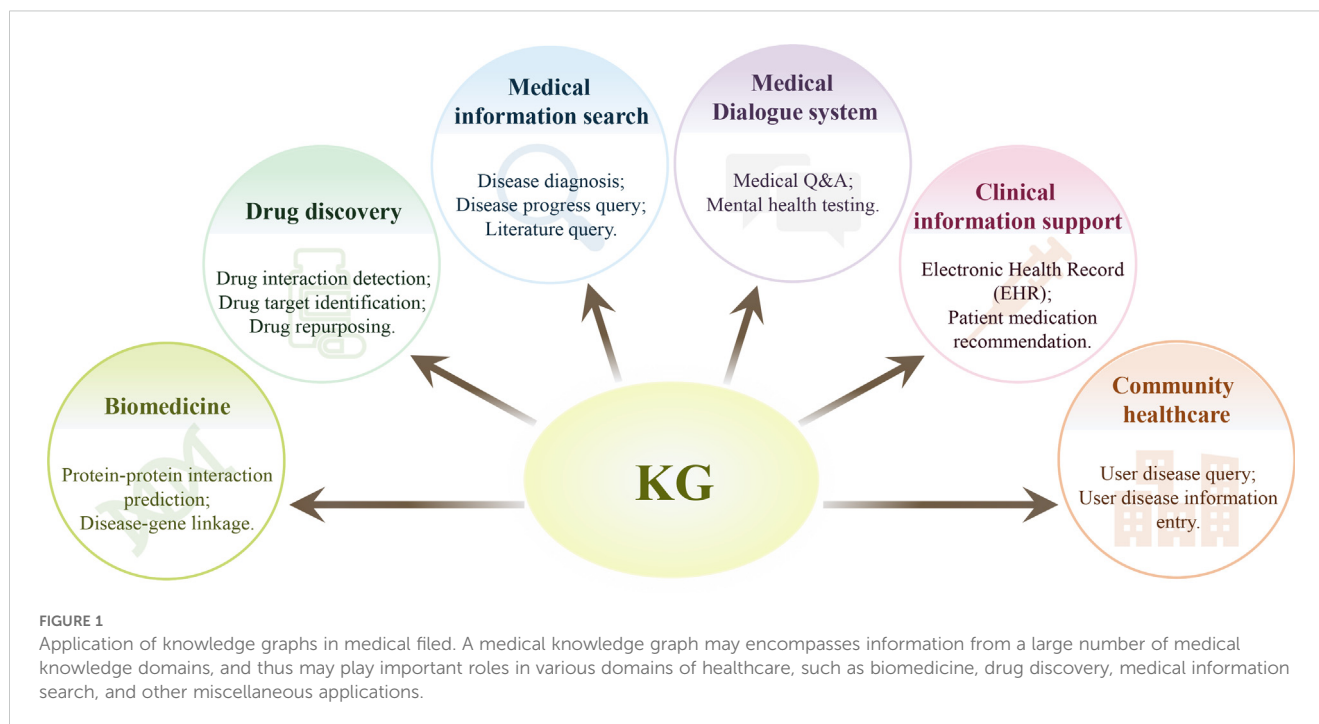 Biomedicine
Protein-protein interaction
prediction;
Disease-gene linkage.
Drug discovery
Drug interaction detection;
Drug target identification;
Drug repurposing.
Medical
information search
Disease diagnosis;
Disease progress query;
Literature query.
Medical
Dialogue system
Medical Q&A;
Mental health testing.
Clinical
information support
Electronic Health Record
(EHR);
Patient medication
recommendation.
Community
healthcare
User disease query;
User disease information
entry.
KG
FIGURE 1
Application of knowledge graphs in medical filed. A medical knowledge graph may encompasses information from a large number of medical
knowledge domains, and thus may play important roles in various domains of healthcare, such as biomedicine, drug discovery, medical information
search, and other miscellaneous applications.